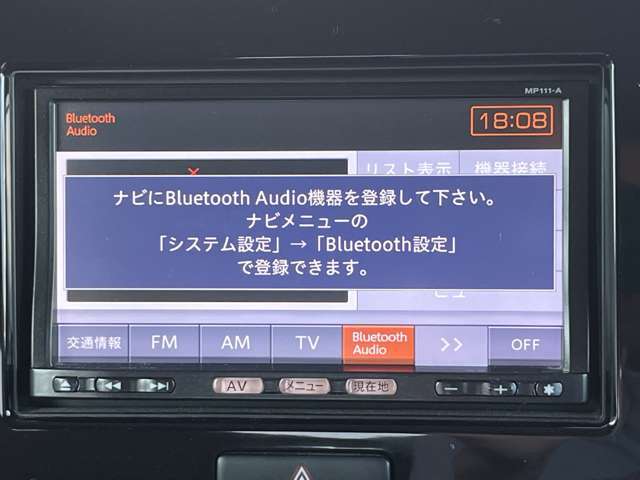 MP111-A
Bluetooth
Audio
18:08
リスト表示
機器接続
ナビにBluetooth Audio機器を登録して下さい。
ナビメニューの
「システム設定」→「Bluetooth設定」
で登録できます。
交通情報
FM
AM
TV
Bluetooth
Audio
>>
OFF
AV
メニュー
現在地